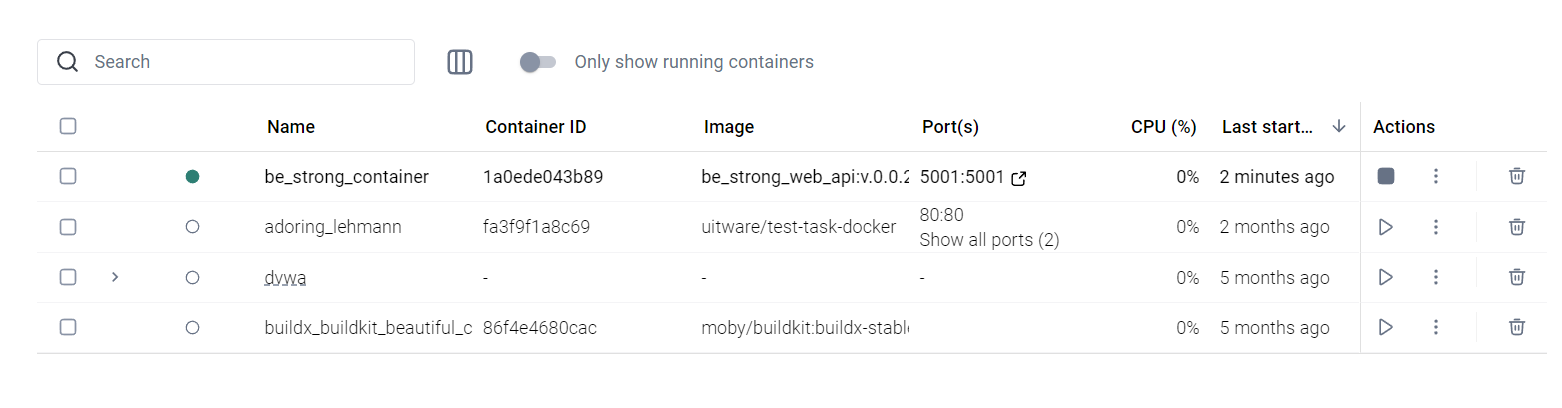 Search
Only show running containers
Name Container ID Image Port(s) CPU (%) Last start... Actions
be_strong_container 1a0ede043b89 be_strong_web_api:v.0.0.2 5001:5001 0% 2 minutes ago
adoring_lehmann fa3f9f1a8c69 uitware/test-task-docker 80:80 0% 2 months ago
Show all ports (2)
dvwa - - - 0% 5 months ago
buildx_buildkit_beautiful_c 86f4e4680cac moby/buildkit:buildx-stabl 0% 5 months ago